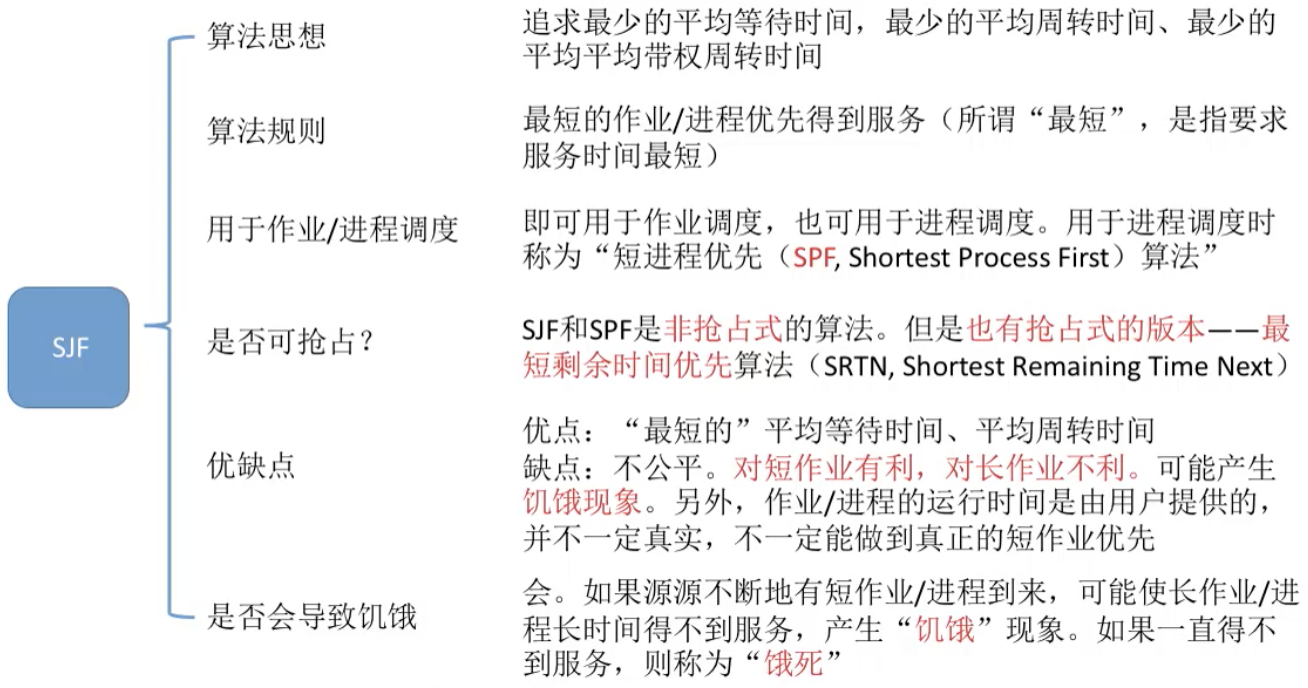 SJF
算法思想
追求最少的平均等待时间，最少的平均周转时间、最少的
平均平均带权周转时间
算法规则
最短的作业/进程优先得到服务（所谓“最短”，是指要求
服务时间最短）
用于作业/进程调度
即可用于作业调度，也可用于进程调度。用于进程调度时
称为“短进程优先（SPF, Shortest Process First）算法”
是否可抢占？
SJF和SPF是非抢占式的算法。但是也有抢占式的版本——最
短剩余时间优先算法（SRTN, Shortest Remaining Time Next）
优缺点
优点：“最短的”平均等待时间、平均周转时间
缺点：不公平。对短作业有利，对长作业不利。可能产生
饥饿现象。另外，作业/进程的运行时间是由用户提供的，
并不一定真实，不一定能做到真正的短作业优先
是否会导致饥饿
会。如果源源不断地有短作业/进程到来，可能使长作业/进
程长时间得不到服务，产生“饥饿”现象。如果一直得不
到服务，则称为“饿死”